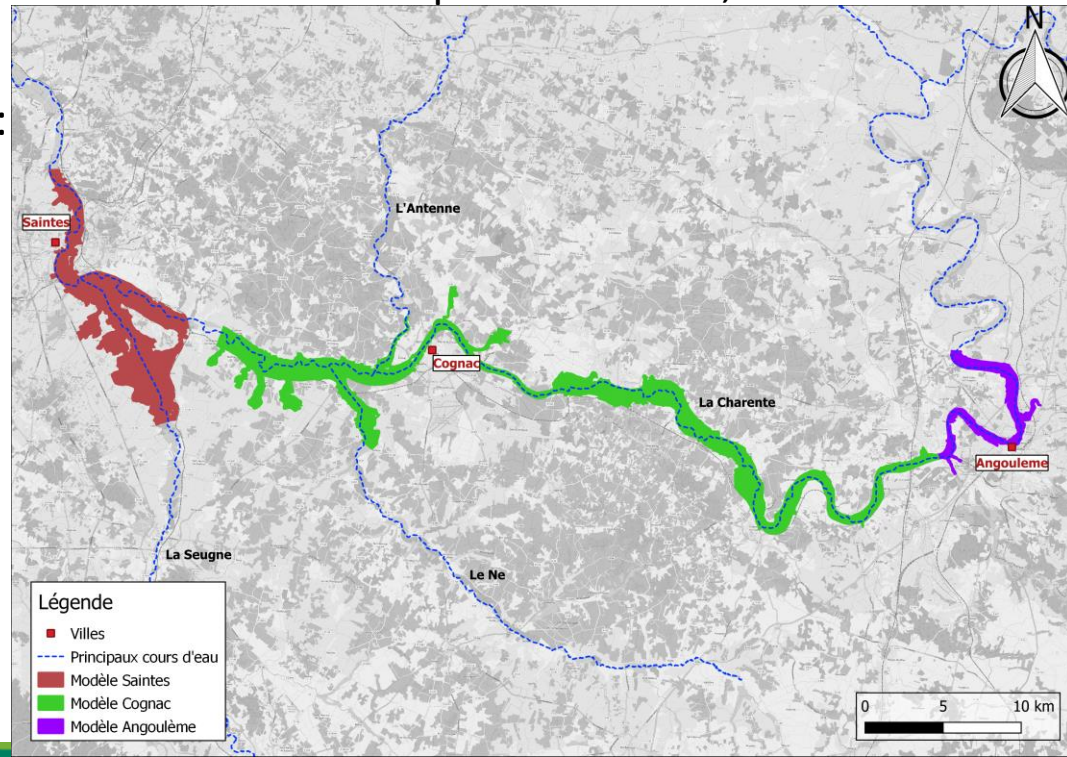 N
Saintes
L'Antenne
Cognac
La Charente
Angouleme
La Seugne
Le Ne
Légende
Villes
Principaux cours d'eau
Modèle Saintes
Modèle Cognac
Modèle Angoulème
0 5 10 km